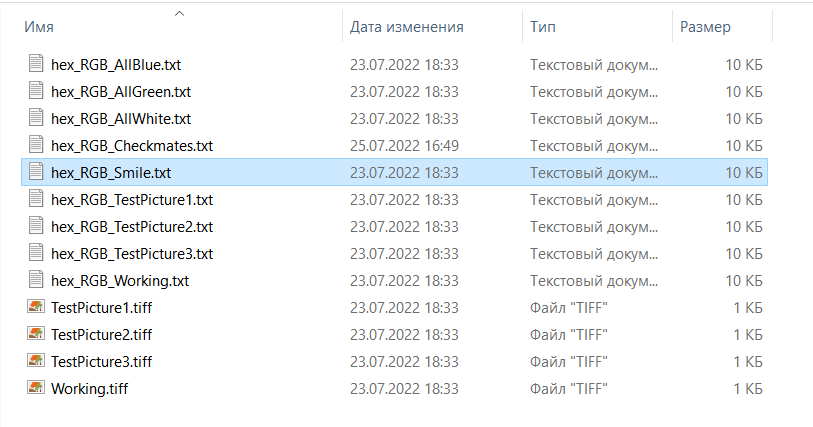 Имя Дата изменения Тип Размер
hex_RGB_AllBlue.txt 23.07.2022 18:33 Текстовый докум... 10 КБ
hex_RGB_AllGreen.txt 23.07.2022 18:33 Текстовый докум... 10 КБ
hex_RGB_AllWhite.txt 23.07.2022 18:33 Текстовый докум... 10 КБ
hex_RGB_Checkmates.txt 25.07.2022 16:49 Текстовый докум... 10 КБ
hex_RGB_Smile.txt 23.07.2022 18:33 Текстовый докум... 10 КБ
hex_RGB_TestPicture1.txt 23.07.2022 18:33 Текстовый докум... 10 КБ
hex_RGB_TestPicture2.txt 23.07.2022 18:33 Текстовый докум... 10 КБ
hex_RGB_TestPicture3.txt 23.07.2022 18:33 Текстовый докум... 10 КБ
hex_RGB_Working.txt 23.07.2022 18:33 Текстовый докум... 10 КБ
TestPicture1.tiff 23.07.2022 18:33 Файл "TIFF" 1 КБ
TestPicture2.tiff 23.07.2022 18:33 Файл "TIFF" 1 КБ
TestPicture3.tiff 23.07.2022 18:33 Файл "TIFF" 1 КБ
Working.tiff 23.07.2022 18:33 Файл "TIFF" 1 КБ